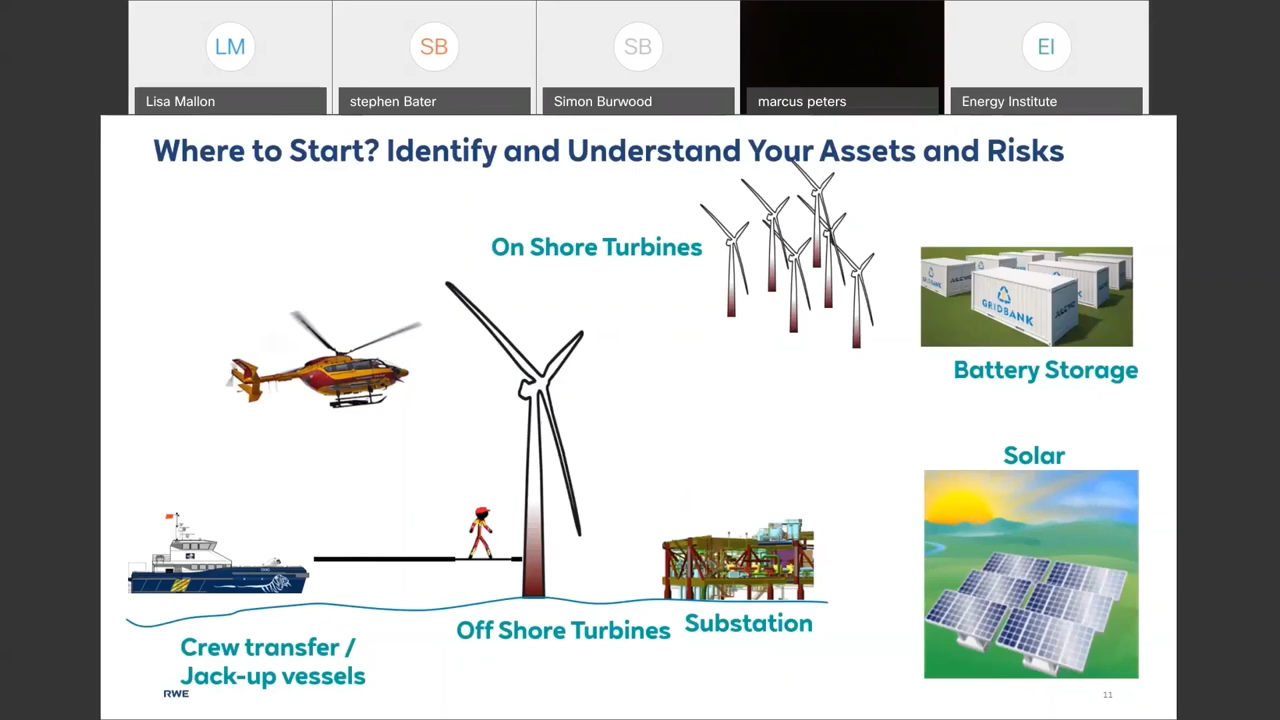 LM
SB
SB
EI
Lisa Mallon
stephen Bater
Simon Burwood
marcus peters
Energy Institute
Where to Start? Identify and Understand Your Assets and Risks
On Shore Turbines
GRIDBANK
Battery Storage
Solar
Off Shore Turbines
Substation
Crew transfer /
Jack-up vessels
RWE
11